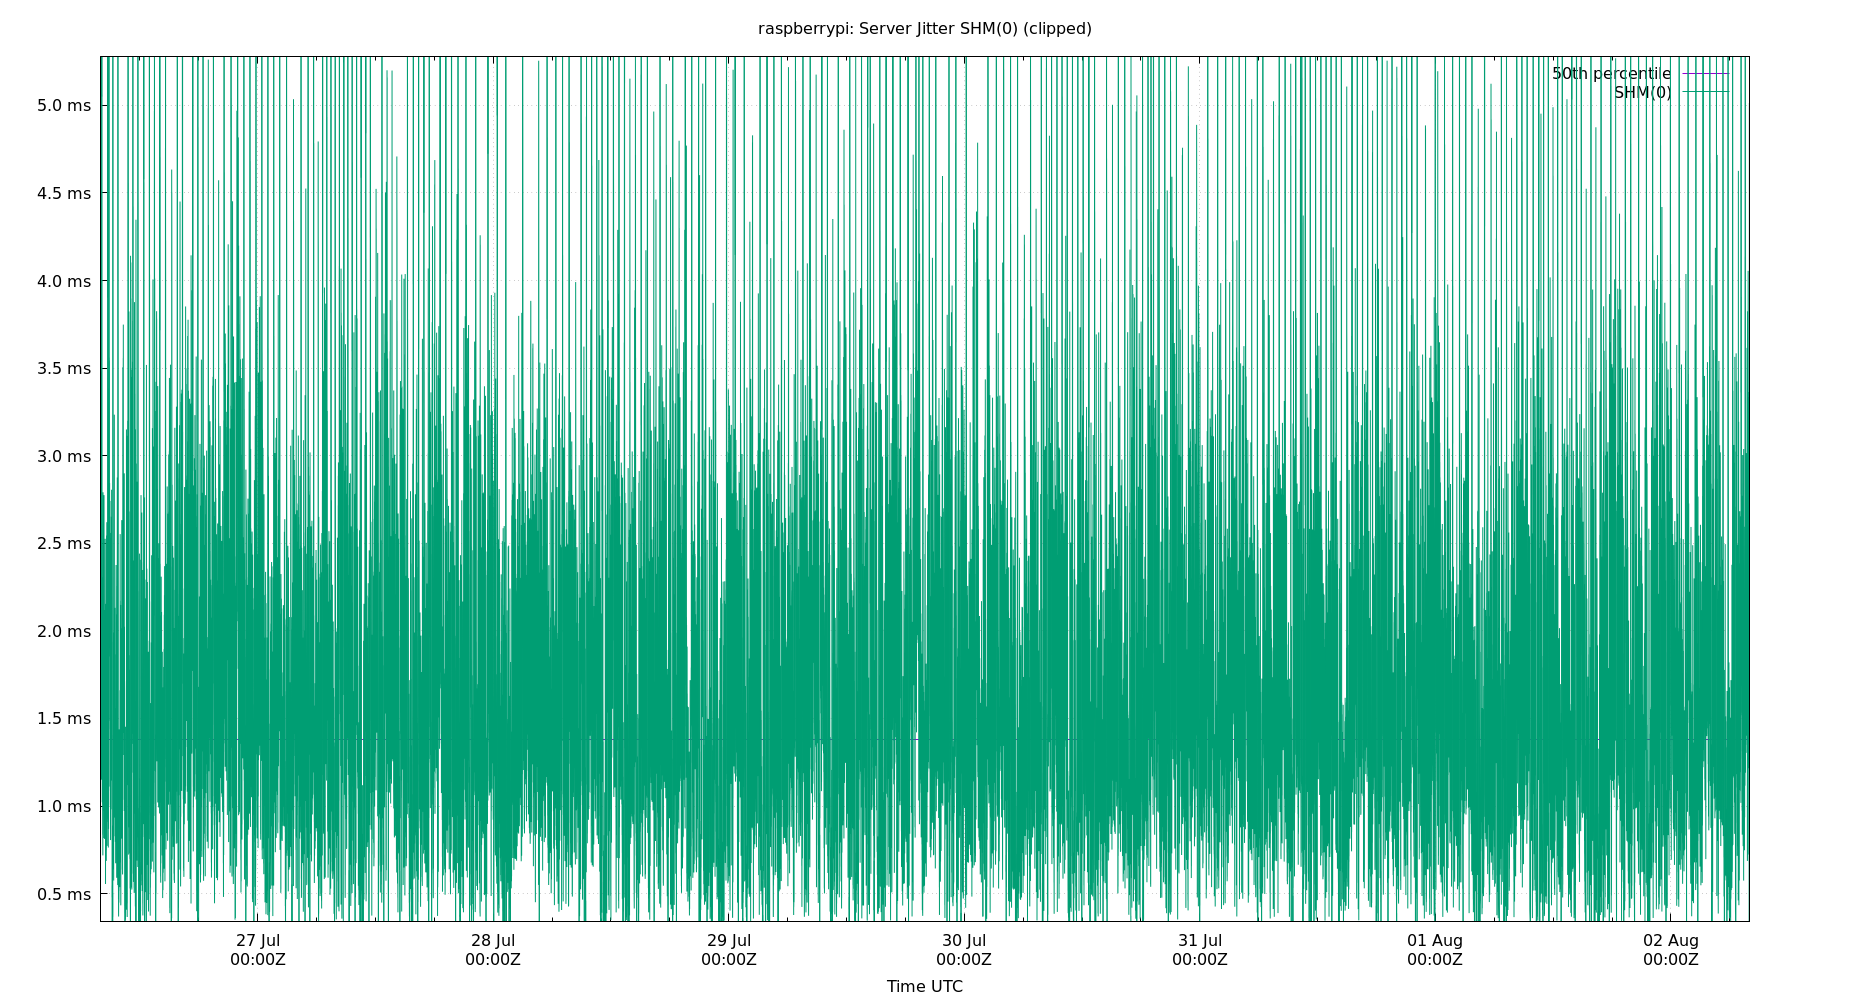 raspberrypi: Server Jitter SHM(0) (clipped)
50th percentile
SHM(0)
5.0 ms
4.5 ms
4.0 ms
3.5 ms
3.0 ms
2.5 ms
2.0 ms
1.5 ms
1.0 ms
0.5 ms
27 Jul 28 Jul 29 Jul 30 Jul 31 Jul 01 Aug 02 Aug
00:00Z 00:00Z 00:00Z 00:00Z 00:00Z 00:00Z 00:00Z
Time UTC